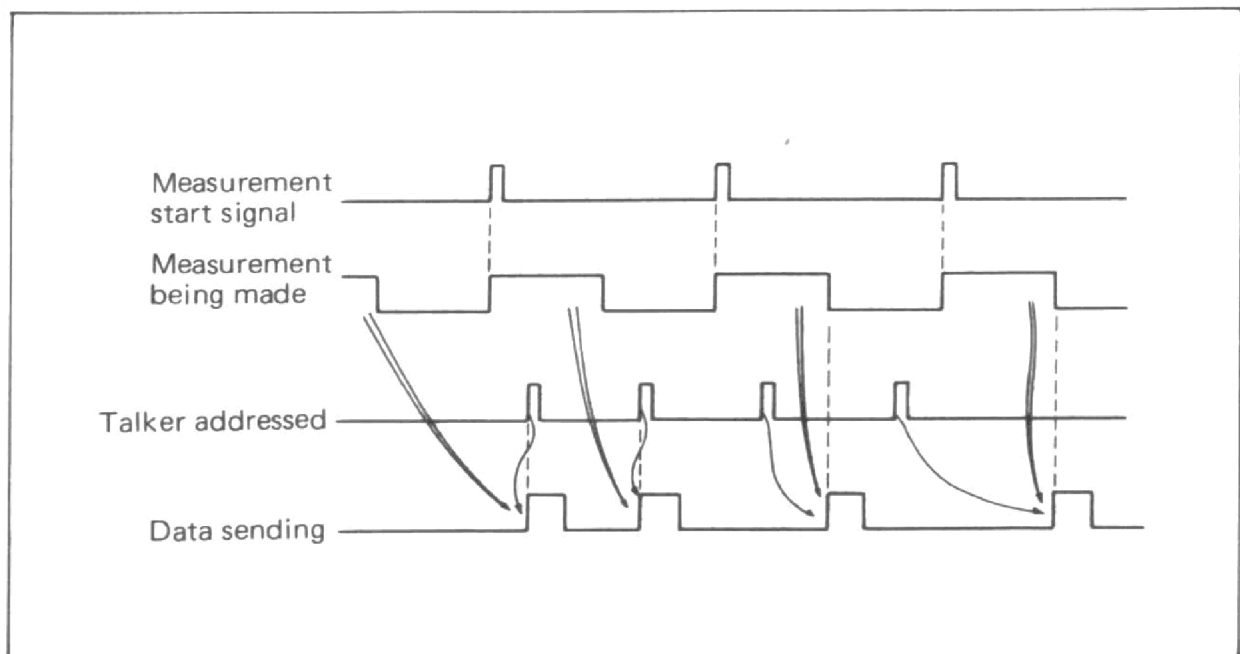 Measurement
start signal
Measurement
being made
Talker addressed
Data sending